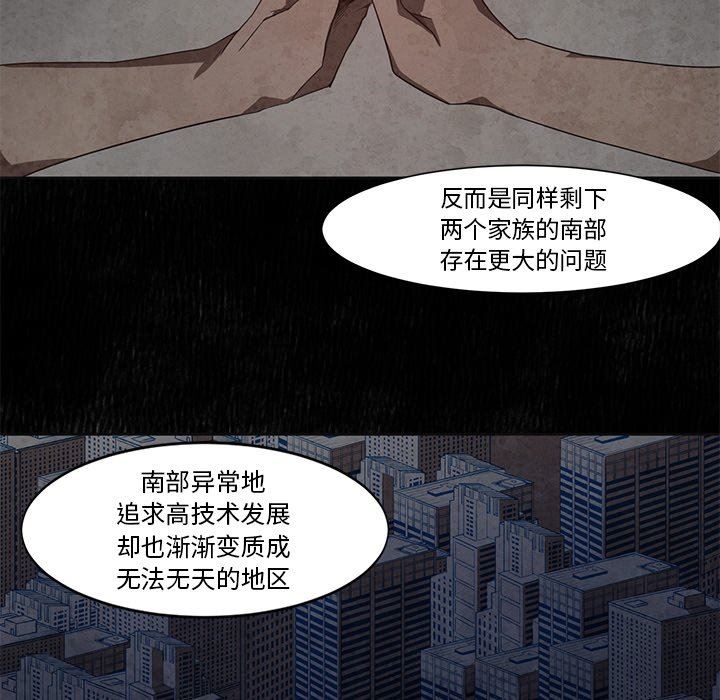 反而是同样剩下
两个家族的南部
存在更大的问题
南部异常地
追求高技术发展
却也渐渐变质成
无法无天的地区